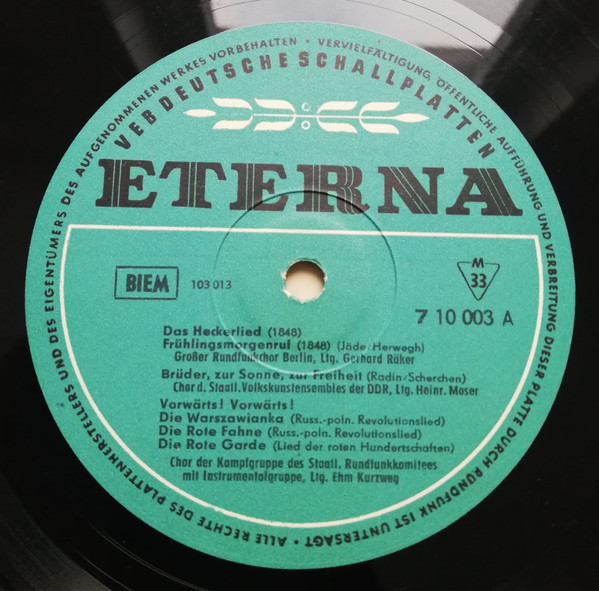 ALLE RECHTE DES PLATTENHERSTELLERS UND DES EIGENTÜMERS DES AUFGENOMMENEN WERKES VORBEHALTEN • VERVIELFÄLTIGUNG, ÖFFENTLICHE AUFFÜHRUNG UND VERBREITUNG DIESER PLATTE DURCH RUNDFUNK IST UNTERSAGT •
VEB DEUTSCHE SCHALLPLATTEN
ETERNA
BIEM 103 013
M 33
7 10 003 A
Das Heckerlied (1848)
Frühlingsmorgenruf (1848) (Jäde/Herwegh)
Großer Rundfunkchor Berlin, Ltg. Gerhard Räker
Brüder, zur Sonne, zur Freiheit (Radin/Scherchen)
Chor d. Staatl. Volkskunstensembles der DDR, Ltg. Heinr. Moser
Vorwärts! Vorwärts!
Die Warszawianka (Russ.-poln. Revolutionslied)
Die Rote Fahne (Russ.-poln. Revolutionslied)
Die Rote Garde (Lied der roten Hundertschaften)
Chor der Kampfgruppe des Staatl. Rundfunkkomitees
mit Instrumentalgruppe, Ltg. Ehm Kurzweg